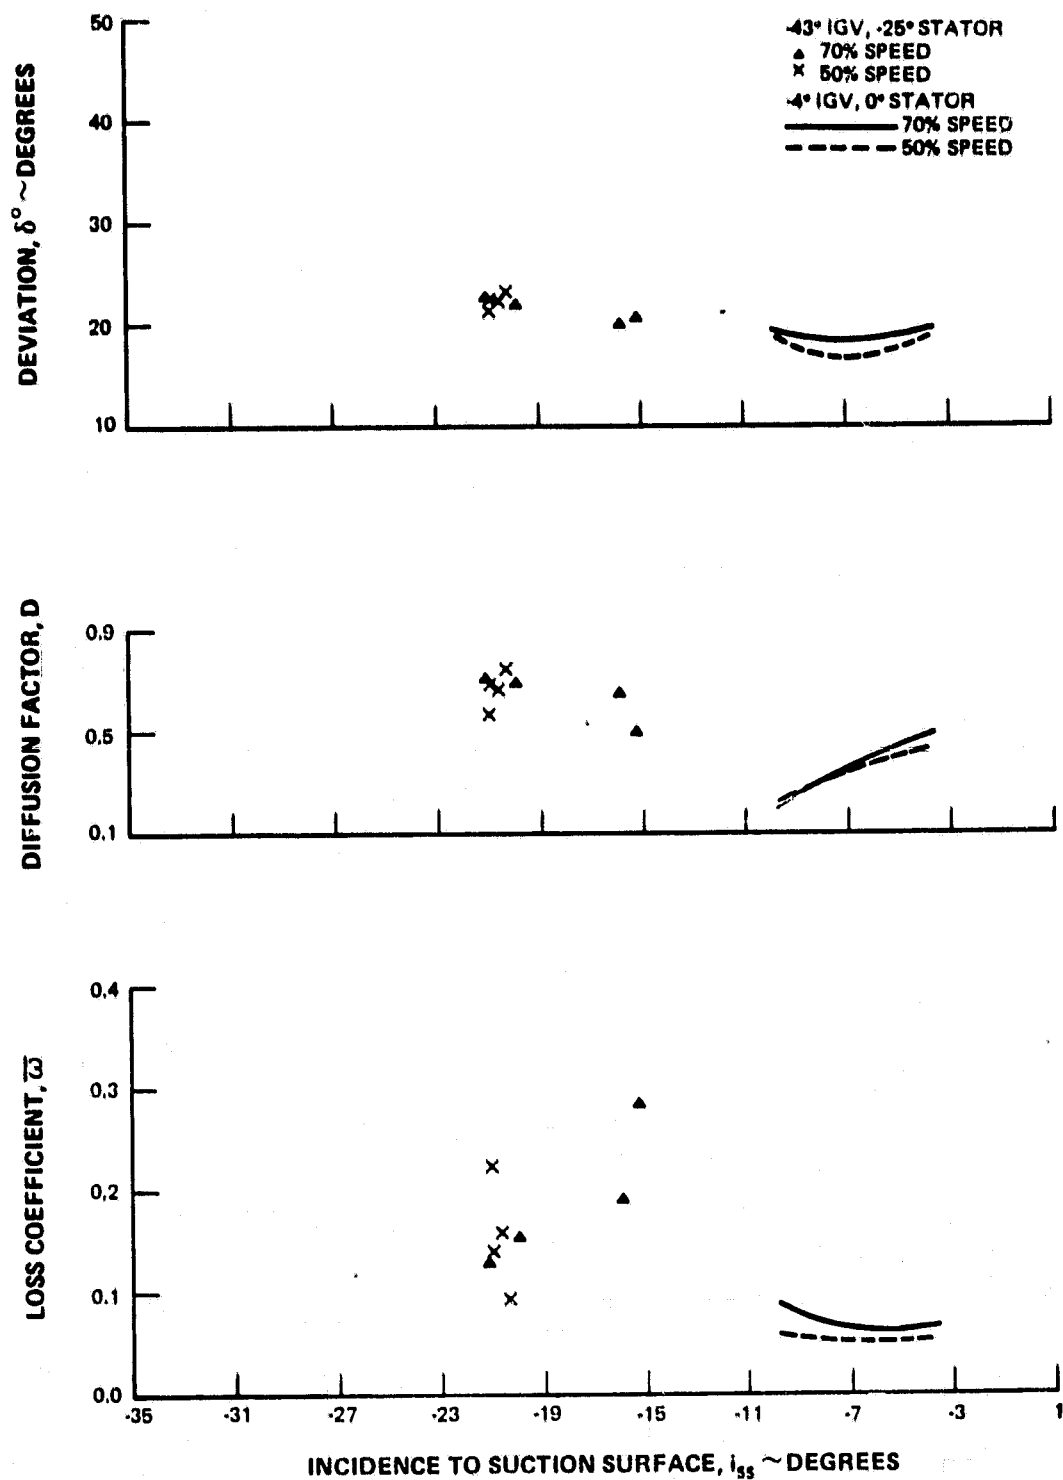 -43° IGV, -25° STATOR
▲ 70% SPEED
× 50% SPEED
-4° IGV, 0° STATOR
70% SPEED
50% SPEED
DEVIATION, δ° ~ DEGREES
50
40
30
20
10
DIFFUSION FACTOR, D
0.9
0.5
0.1
LOSS COEFFICIENT, ω̅
0.4
0.3
0.2
0.1
0.0
-35 -31 -27 -23 -19 -15 -11 -7 -3 1
INCIDENCE TO SUCTION SURFACE, iss ~ DEGREES